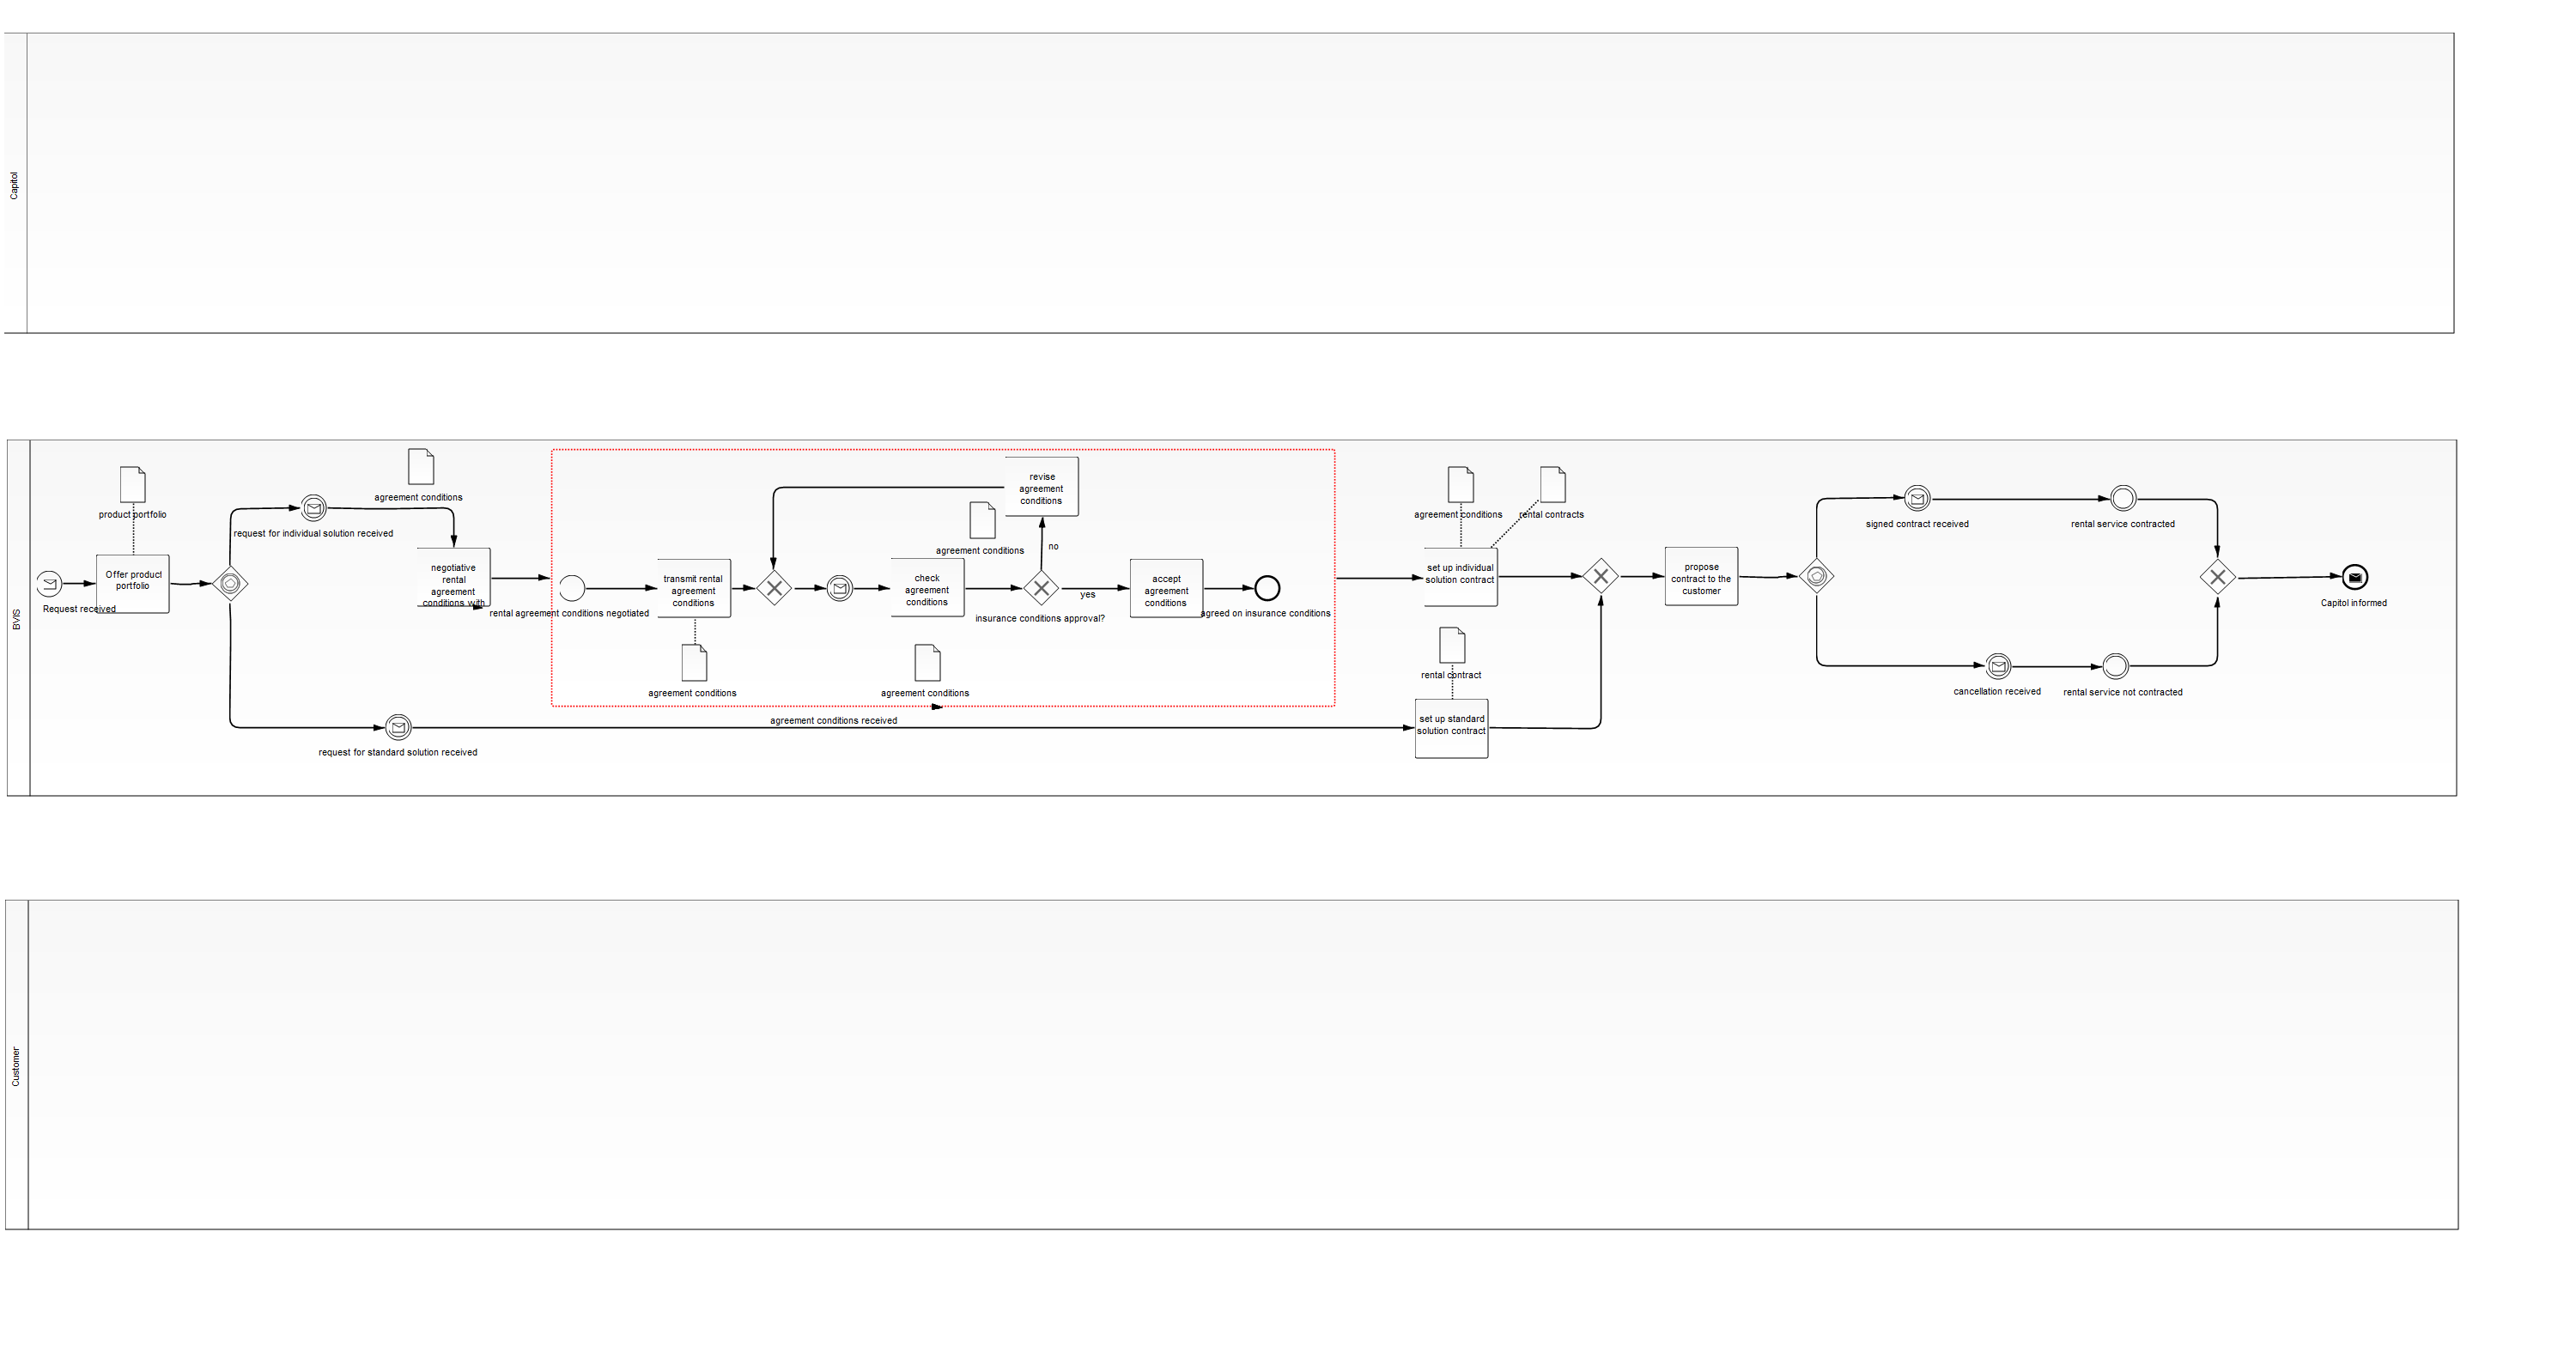 Capitol
BVIS
product portfolio
Request received
Offer product
portfolio
request for individual solution received
agreement conditions
negotiative
rental
agreement
conditions with
rental agreement conditions negotiated
transmit rental
agreement
conditions
agreement conditions
check
agreement
conditions
agreement conditions
agreement conditions
revise
agreement
conditions
no
insurance conditions approval?
yes
accept
agreement
conditions
agreed on insurance conditions
request for standard solution received
agreement conditions received
agreement conditions
rental contracts
set up individual
solution contract
rental contract
set up standard
solution contract
propose
contract to the
customer
signed contract received
rental service contracted
cancellation received
rental service not contracted
Capitol informed
Customer